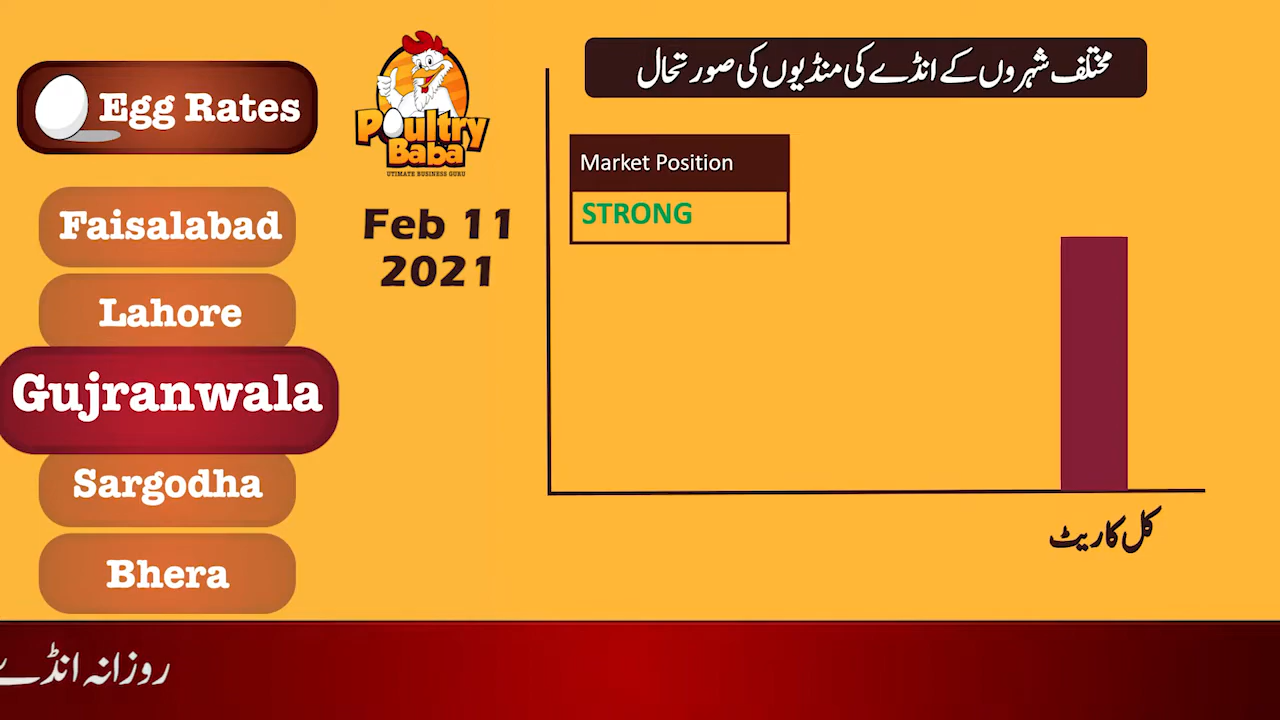 Egg Rates
Faisalabad
Lahore
Gujranwala
Sargodha
Bhera
Poultry
Baba
UTIMATE BUSINESS GURU
Feb 11
2021
مختلف شہروں کے انڈے کی منڈیوں کی صورتحال
Market Position
STRONG
کل کا ریٹ
روزانہ انڈے